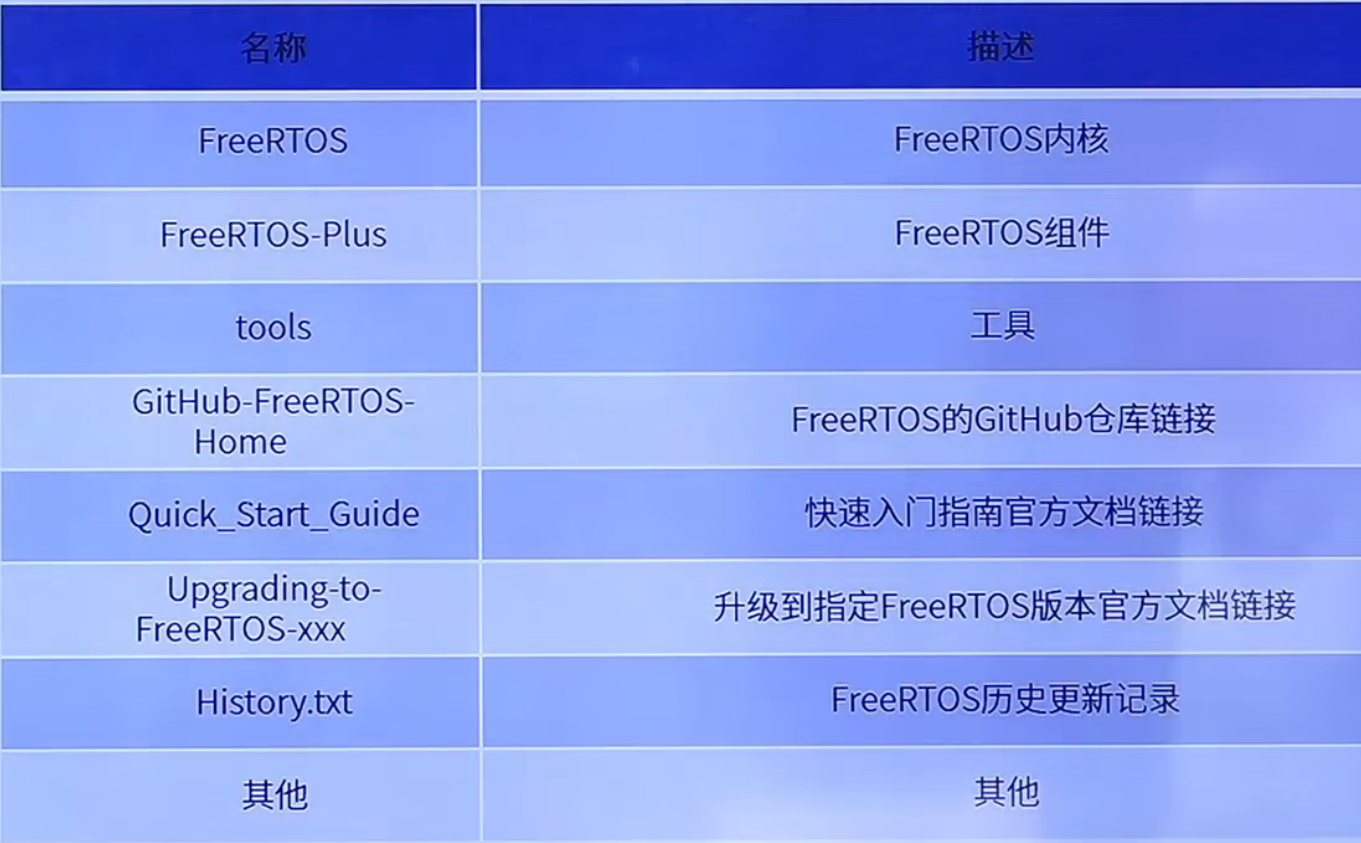 名称
描述
FreeRTOS
FreeRTOS内核
FreeRTOS-Plus
FreeRTOS组件
tools
工具
GitHub-FreeRTOS-
Home
FreeRTOS的GitHub仓库链接
Quick_Start_Guide
快速入门指南官方文档链接
Upgrading-to-
FreeRTOS-xxx
升级到指定FreeRTOS版本官方文档链接
History.txt
FreeRTOS历史更新记录
其他
其他